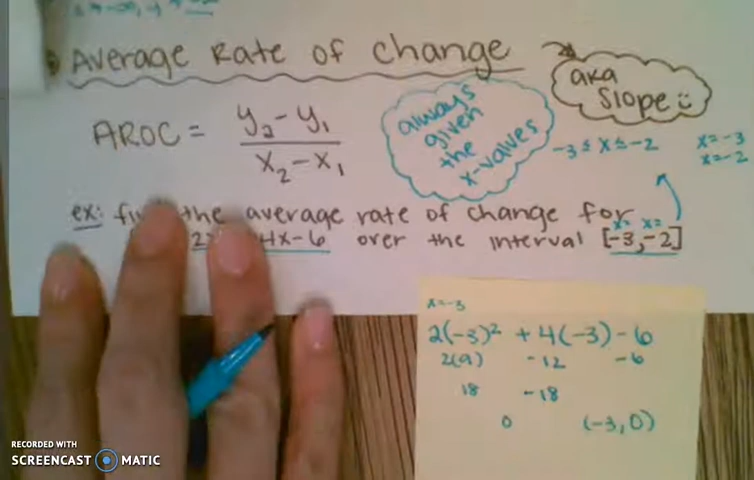 Average Rate of change
aka
Slope
AROC = y₂ - y₁ / x₂ - x₁
always
given
the
x-values
-3 ≤ x ≤ -2
x=-3
x=-2
ex: the average rate of change for
x= x=
4x-6 over the interval [-3,-2]
x=-3
2(-3)² + 4(-3) - 6
2(9) -12 -6
18 -18
0 (-3, 0)
RECORDED WITH
SCREENCAST MATIC